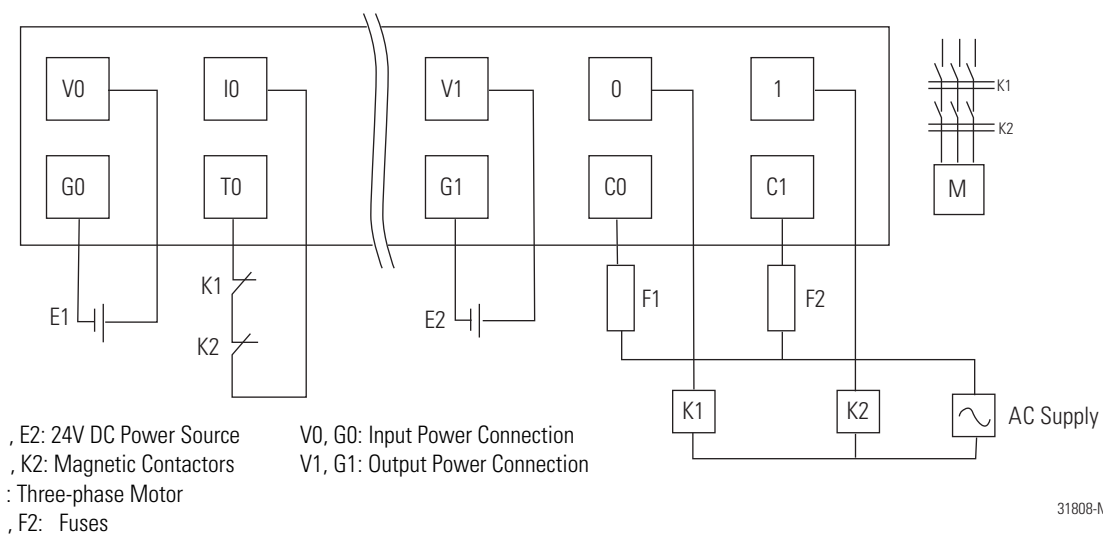 V0 I0 V1 0 1
K1
K2
G0 T0 G1 C0 C1 M
K1 F1 F2
E1 E2
K2
K1 K2 AC Supply
, E2: 24V DC Power Source V0, G0: Input Power Connection
, K2: Magnetic Contactors V1, G1: Output Power Connection
: Three-phase Motor
, F2: Fuses
31808-